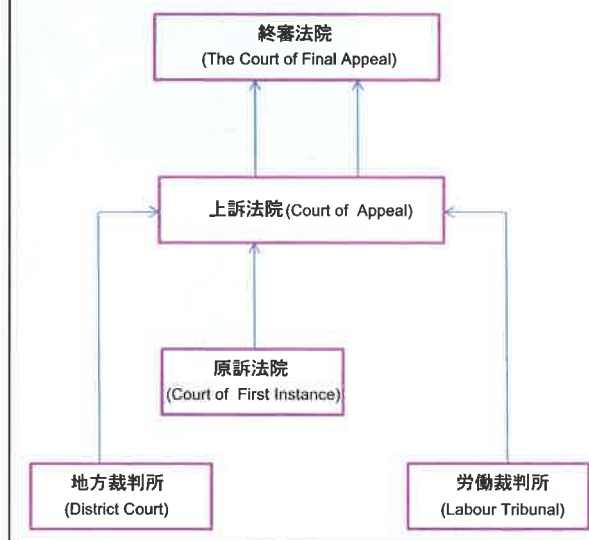 終審法院
(The Court of Final Appeal)
上訴法院(Court of Appeal)
原訴法院
(Court of First Instance)
地方裁判所
(District Court)
労働裁判所
(Labour Tribunal)